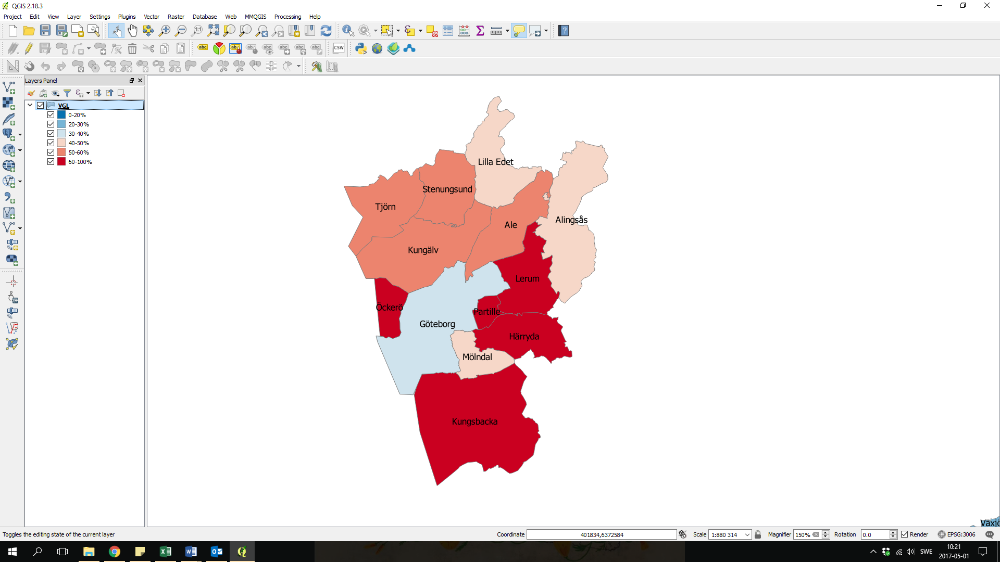 QGIS 2.18.3
Project Edit View Layer Settings Plugins Vector Raster Database Web MMQGIS Processing Help
abc abc CSW
Layers Panel
VGL
0-20%
20-30%
30-40%
40-50%
50-60%
60-100%
Lilla Edet
Stenungsund
Tjörn
Alingsås
Ale
Kungälv
Lerum
Öckerö
Partille
Göteborg
Härryda
Mölndal
Kungsbacka
Toggles the editing state of the current layer
Coordinate 401834,6372584 Scale 1:880 314 Magnifier 150% Rotation 0.0 Render EPSG:3006
SWE
10:21
2017-05-01